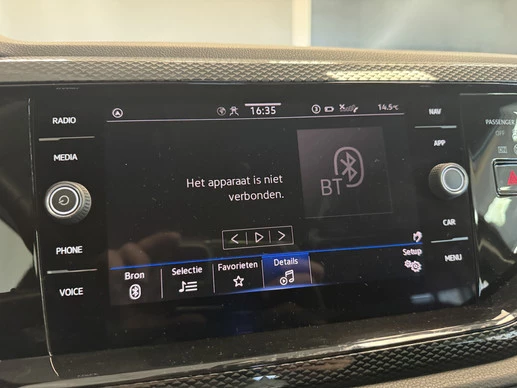 RADIO
MEDIA
PHONE
VOICE
16:35
14.5°C
NAV
APP
CAR
MENU
PASSENGER
OFF
Het apparaat is niet
verbonden.
BT
Bron
Selectie
Favorieten
Details
Setup